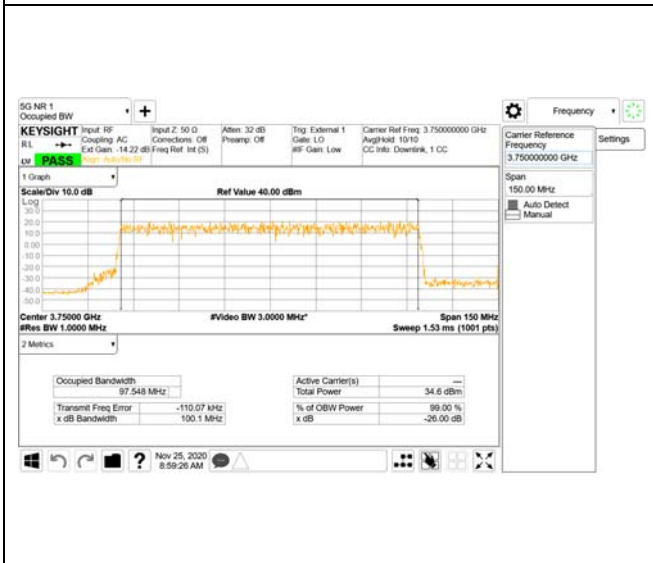 5G NR 1
Occupied BW
+
Frequency
KEYSIGHT Input: RF Input Z: 50 Ω Atten: 32 dB Trig: External 1 Carrier Ref Freq: 3.750000000 GHz
RL Coupling: AC Corrections: Off Preamp: Off Gate: LO Avg|Hold: 10/10
Ext Gain: -14.22 dB Freq Ref: Int (S) #IF Gain: Low CC Info: Downlink, 1 CC
PASS Align: Auto/No RF
Carrier Reference
Frequency
3.750000000 GHz
Settings
Span
150.00 MHz
Auto Detect
Manual
1 Graph
Scale/Div 10.0 dB Ref Value 40.00 dBm
Log
30.0
20.0
10.0
0.00
-10.0
-20.0
-30.0
-40.0
-50.0
Center 3.75000 GHz #Video BW 3.0000 MHz* Span 150 MHz
#Res BW 1.0000 MHz Sweep 1.53 ms (1001 pts)
2 Metrics
Occupied Bandwidth
97.548 MHz
Active Carrier(s) ---
Total Power 34.6 dBm
Transmit Freq Error -110.07 kHz % of OBW Power 99.00 %
x dB Bandwidth 100.1 MHz x dB -26.00 dB
? Nov 25, 2020
8:59:26 AM